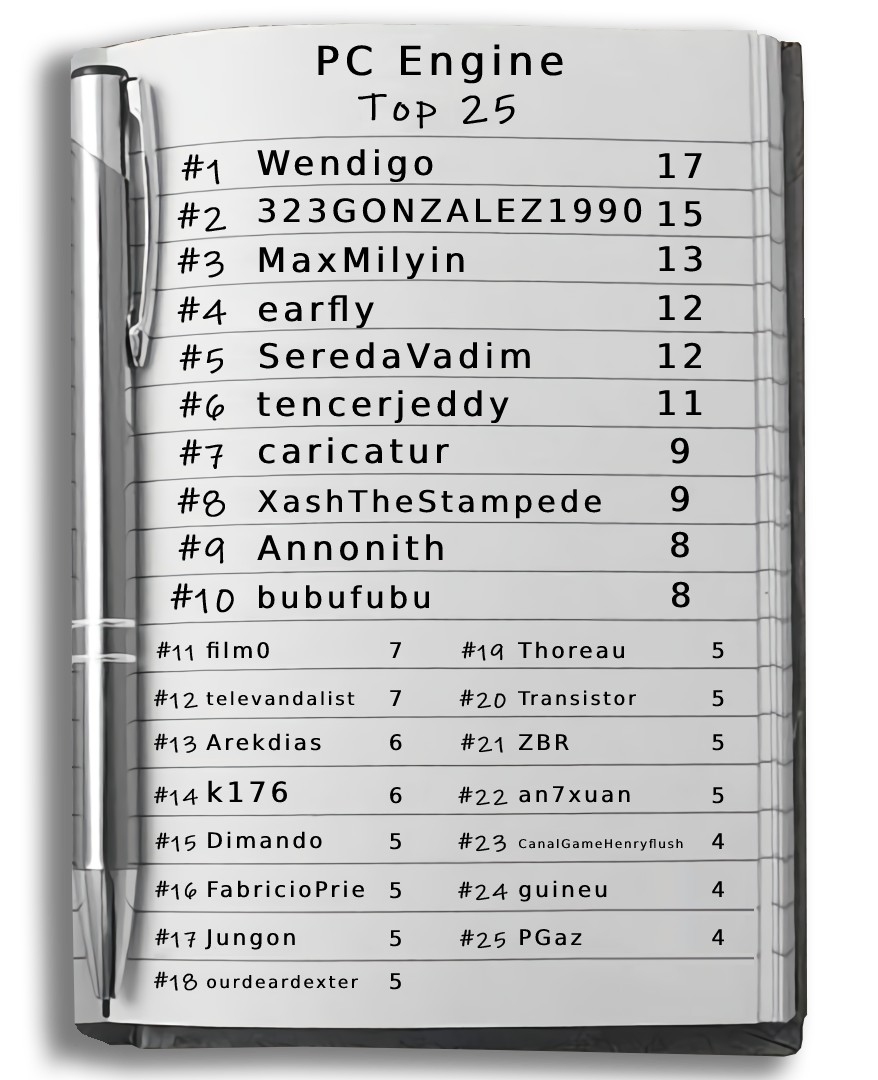 PC Engine
Top 25
#1 Wendigo 17
#2 323GONZALEZ1990 15
#3 MaxMilyin 13
#4 earfly 12
#5 SeredaVadim 12
#6 tencerjeddy 11
#7 caricatur 9
#8 XashTheStampede 9
#9 Annonith 8
#10 bubufubu 8
#11 film0 7
#12 televandalist 7
#13 Arekdias 6
#14 k176 6
#15 Dimando 5
#16 FabricioPrie 5
#17 Jungon 5
#18 ourdeardexter 5
#19 Thoreau 5
#20 Transistor 5
#21 ZBR 5
#22 an7xuan 5
#23 CanalGameHenryflush 4
#24 guineu 4
#25 PGaz 4